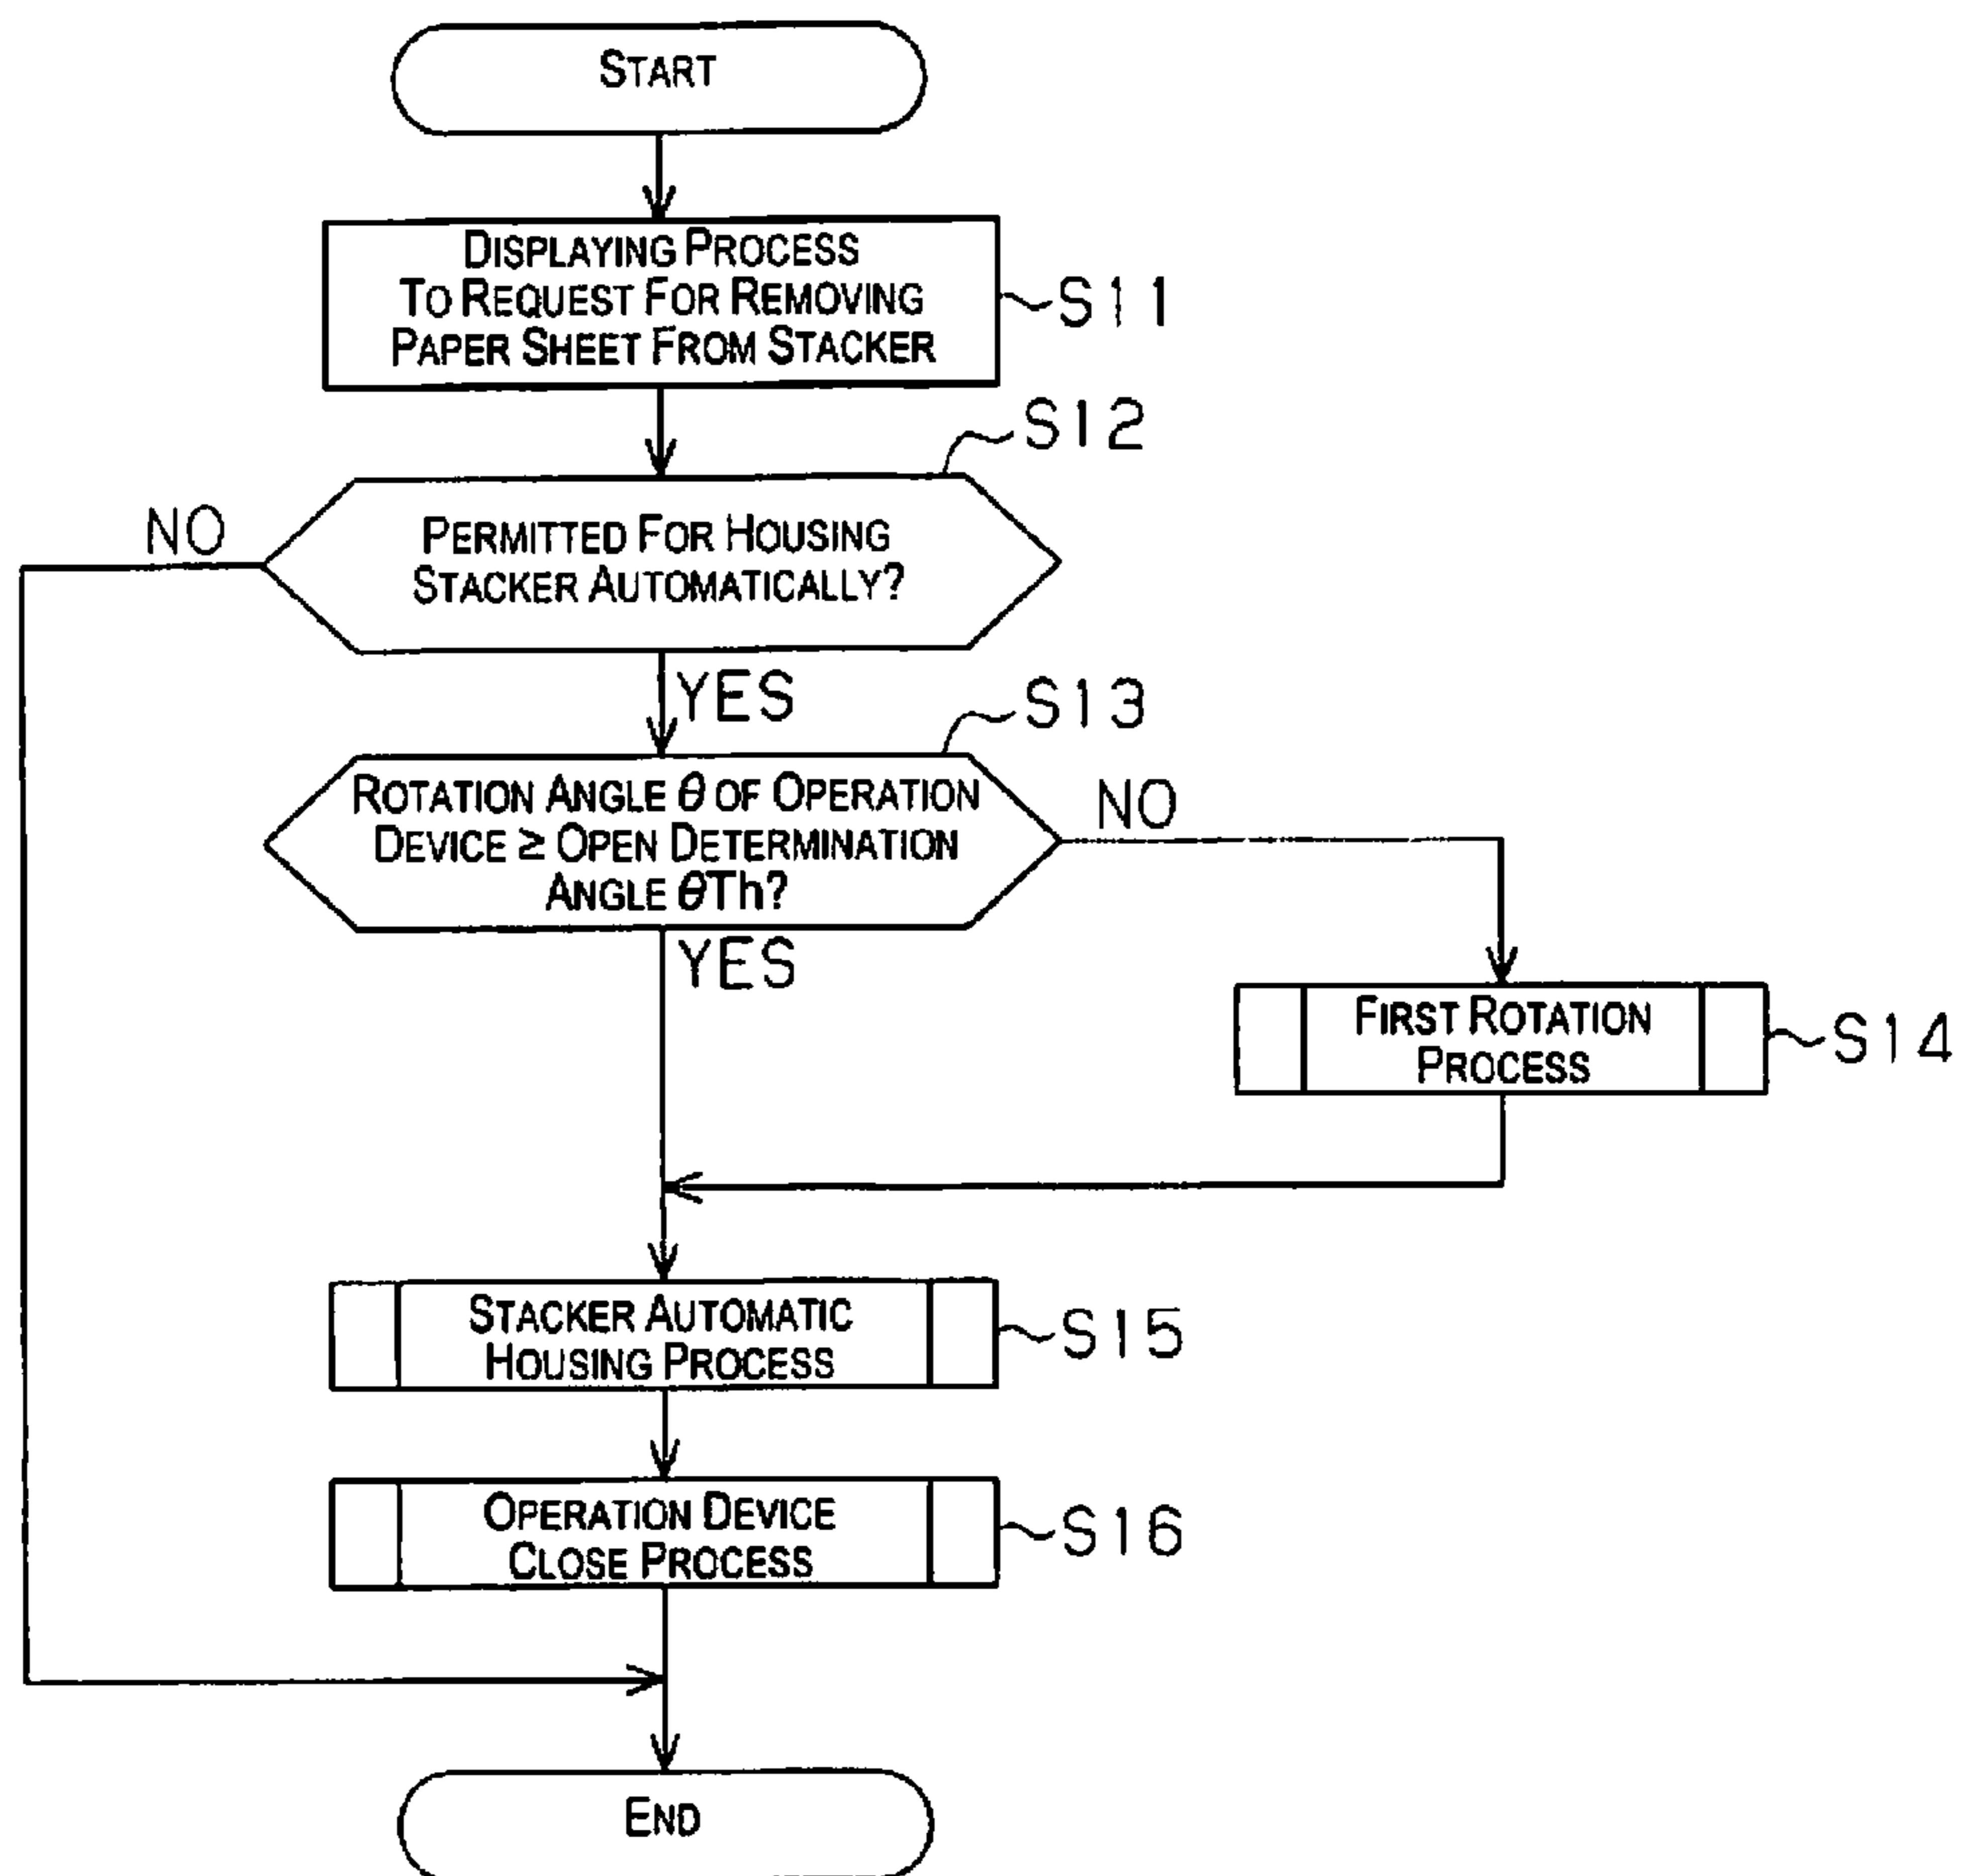 START
DISPLAYING PROCESS
TO REQUEST FOR REMOVING
PAPER SHEET FROM STACKER
S11
S12
NO
PERMITTED FOR HOUSING
STACKER AUTOMATICALLY?
YES
S13
ROTATION ANGLE θ OF OPERATION
DEVICE ≥ OPEN DETERMINATION
ANGLE θTh?
NO
YES
FIRST ROTATION
PROCESS
S14
STACKER AUTOMATIC
HOUSING PROCESS
S15
OPERATION DEVICE
CLOSE PROCESS
S16
END